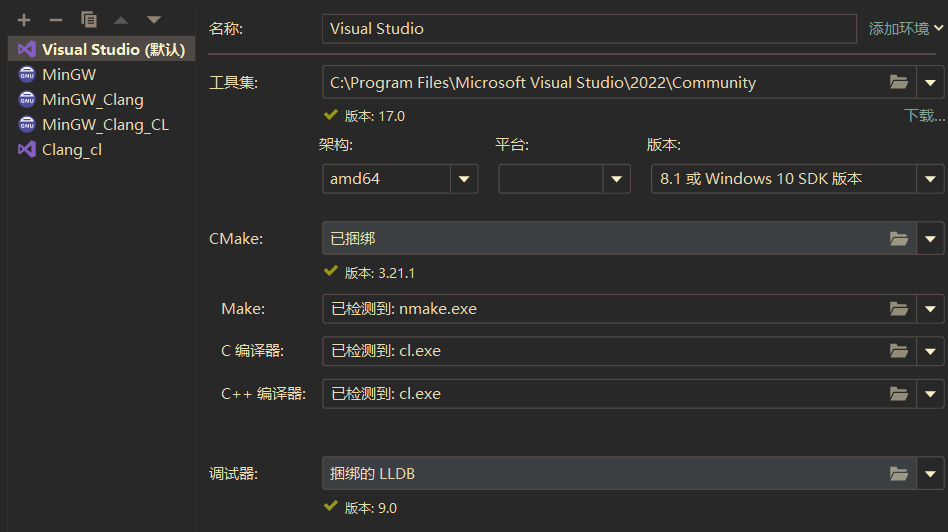 Visual Studio (默认)
MinGW
MinGW_Clang
MinGW_Clang_CL
Clang_cl
名称: Visual Studio 添加环境
工具集: C:\Program Files\Microsoft Visual Studio\2022\Community
版本: 17.0 下载...
架构: 平台: 版本:
amd64 8.1 或 Windows 10 SDK 版本
CMake: 已捆绑
版本: 3.21.1
Make: 已检测到: nmake.exe
C 编译器: 已检测到: cl.exe
C++ 编译器: 已检测到: cl.exe
调试器: 捆绑的 LLDB
版本: 9.0